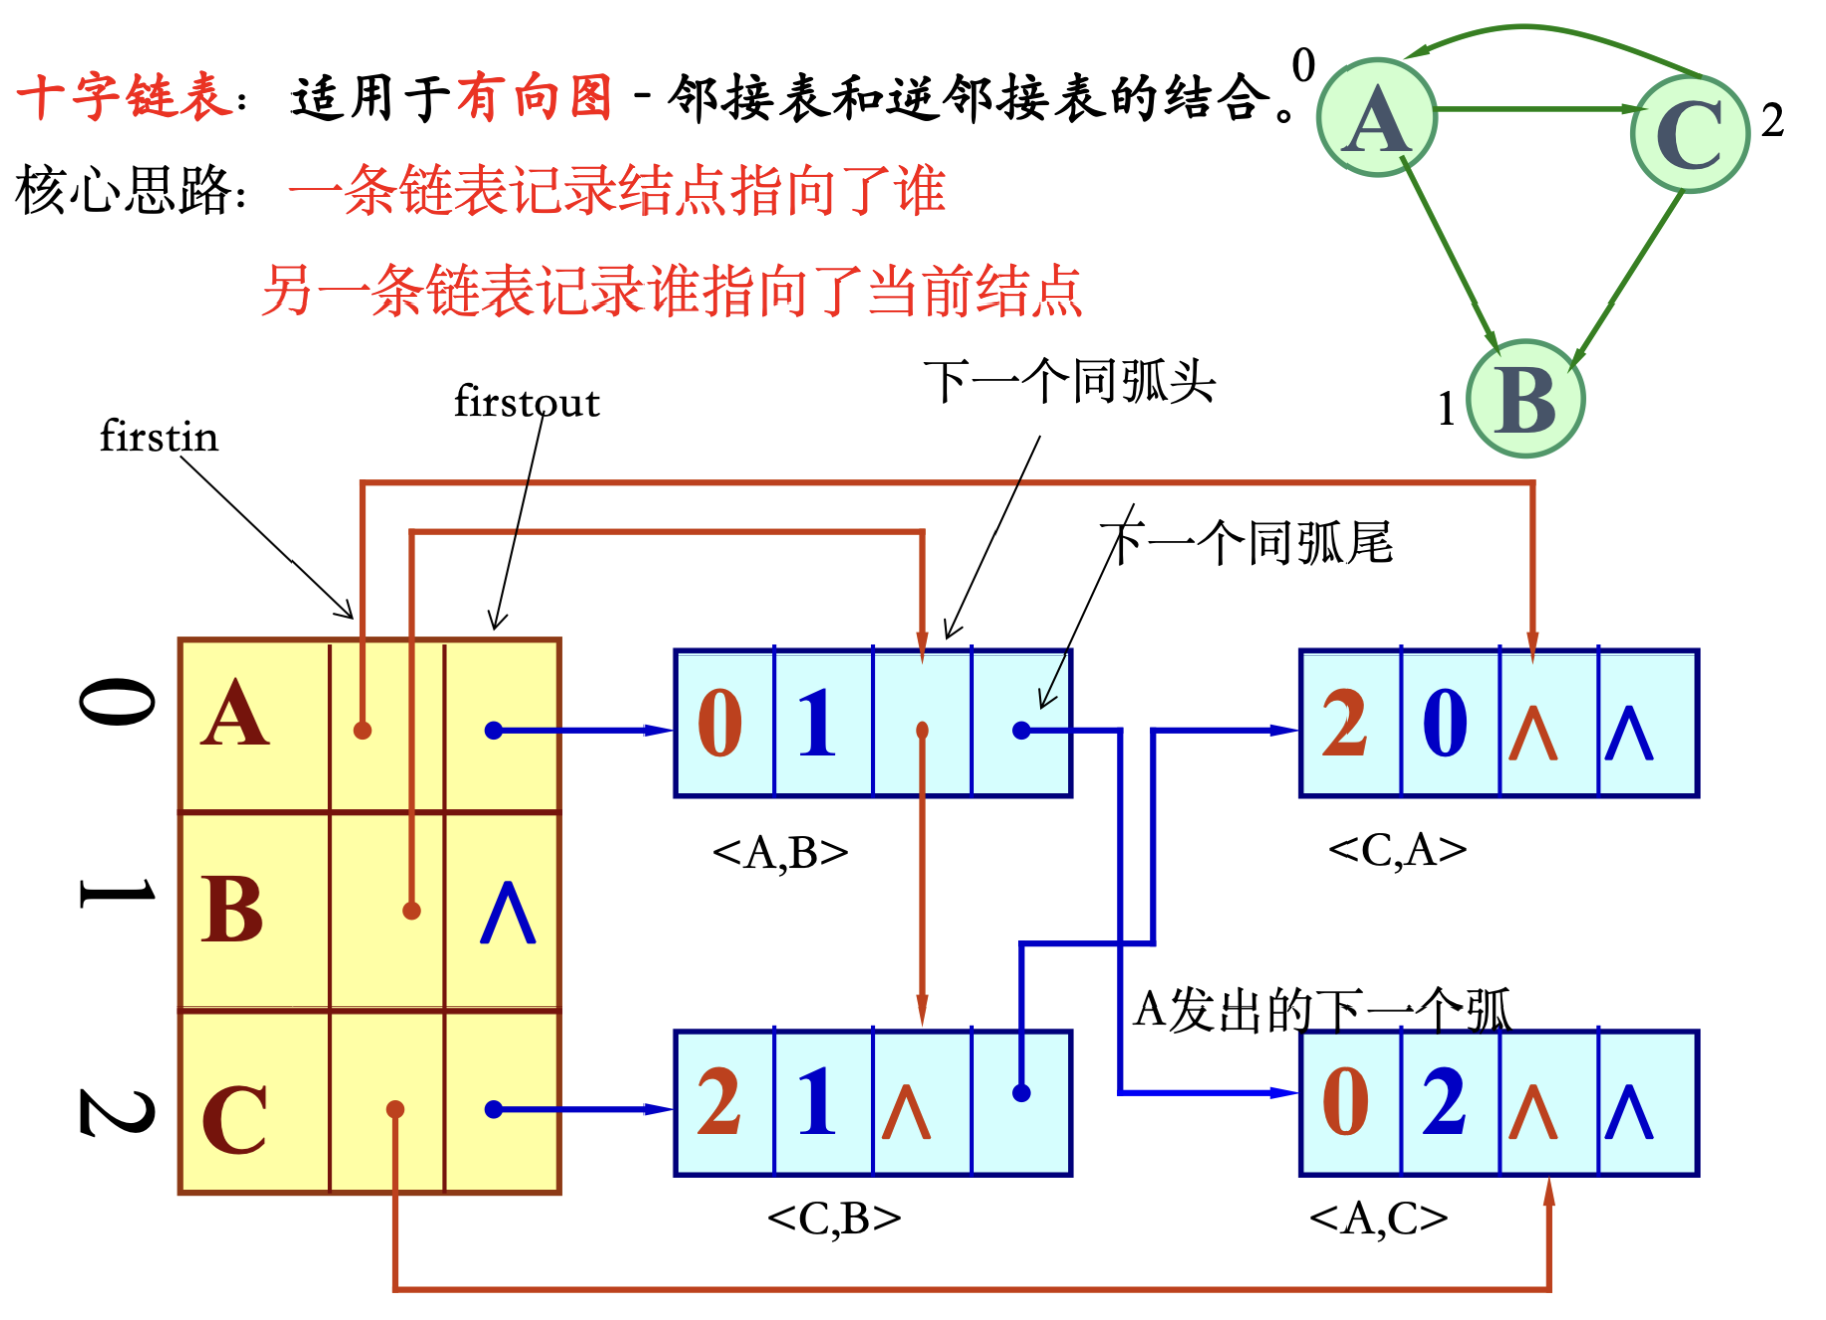 十字链表： 适用于有向图 - 邻接表和逆邻接表的结合。
核心思路： 一条链表记录结点指向了谁
另一条链表记录谁指向了当前结点
0
A
C
2
1
B
firstin
firstout
下一个同弧头
下一个同弧尾
0
A
0 1
2 0 ∧ ∧
<A,B>
<C,A>
1
B ∧
A发出的下一个弧
2
C
2 1 ∧
0 2 ∧ ∧
<C,B>
<A,C>